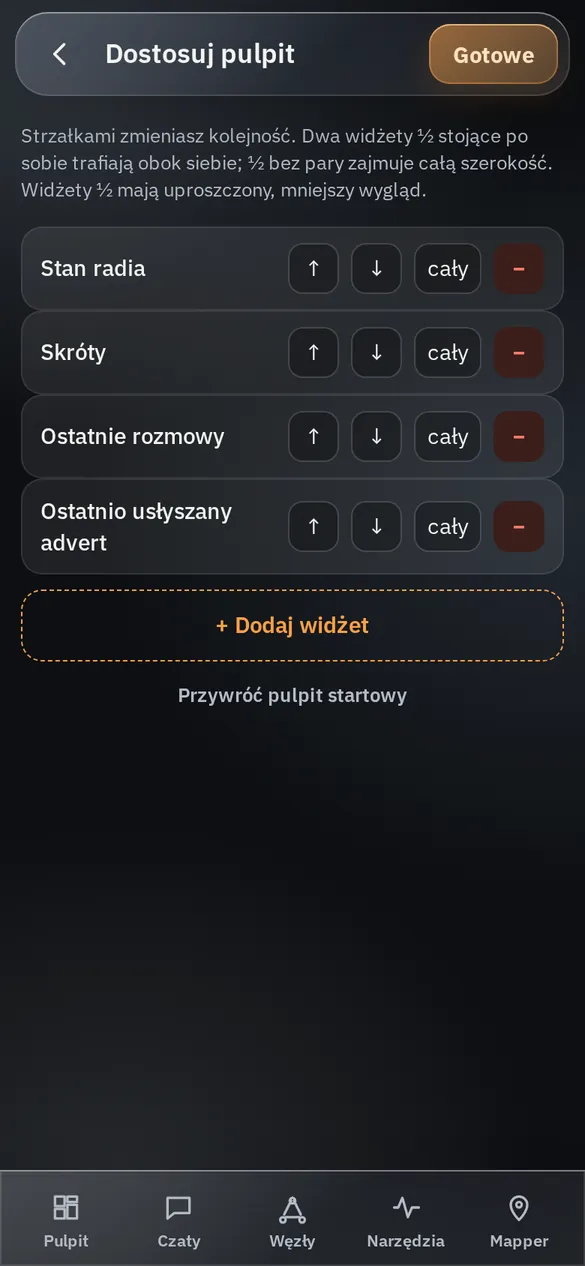 Dostosuj pulpit
Gotowe
Strzałkami zmieniasz kolejność. Dwa widżety ½ stojące po
sobie trafiają obok siebie; ½ bez pary zajmuje całą szerokość.
Widżety ½ mają uproszczony, mniejszy wygląd.
Stan radia ↑ ↓ cały −
Skróty ↑ ↓ cały −
Ostatnie rozmowy ↑ ↓ cały −
Ostatnio usłyszany
advert ↑ ↓ cały −
+ Dodaj widżet
Przywróć pulpit startowy
Pulpit Czaty Węzły Narzędzia Mapper